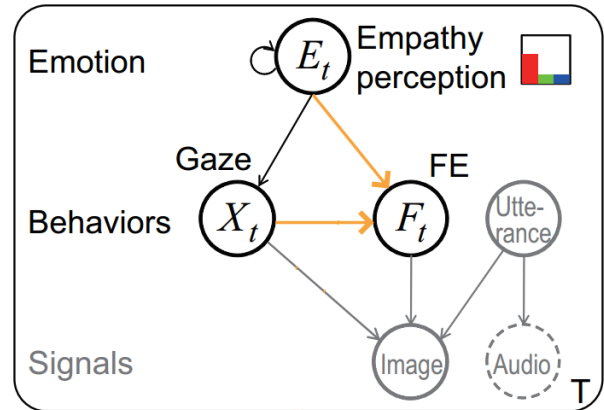 Emotion
E_t
Empathy
perception
Gaze
FE
Behaviors
X_t
F_t
Utte-
rance
Signals
Image
Audio
T